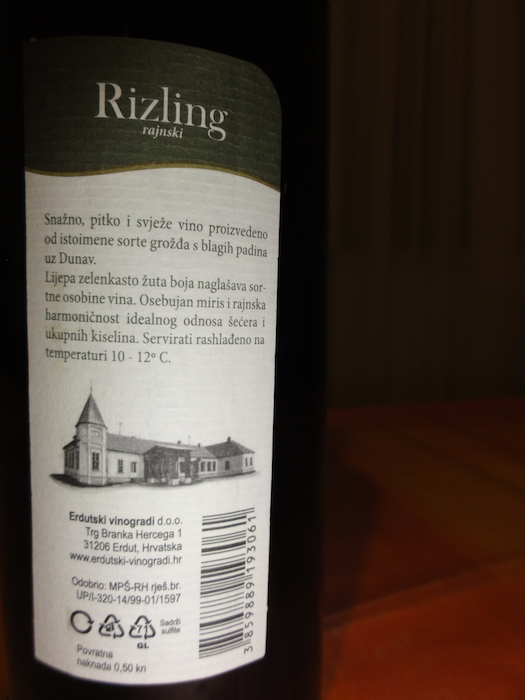 Rizling
rajnski
Snažno, pitko i svježe vino proizvedeno
od istoimene sorte grožđa s blagih padina
uz Dunav.
Lijepa zelenkasto žuta boja naglašava sor-
tne osobine vina. Osebujan miris i rajnska
harmoničnost idealnog odnosa šećera i
ukupnih kiselina. Servirati rashlađeno na
temperaturi 10 - 12º C.
Erdutski vinogradi d.o.o.
Trg Branka Hercega 1
31206 Erdut, Hrvatska
www.erdutski-vinogradi.hr
Odobrio: MPŠ-RH rješ.br.
UP/I-320-14/99-01/1597
Sadrži
sulfite
GL
Povratna
naknada 0,50 kn
3859889193061